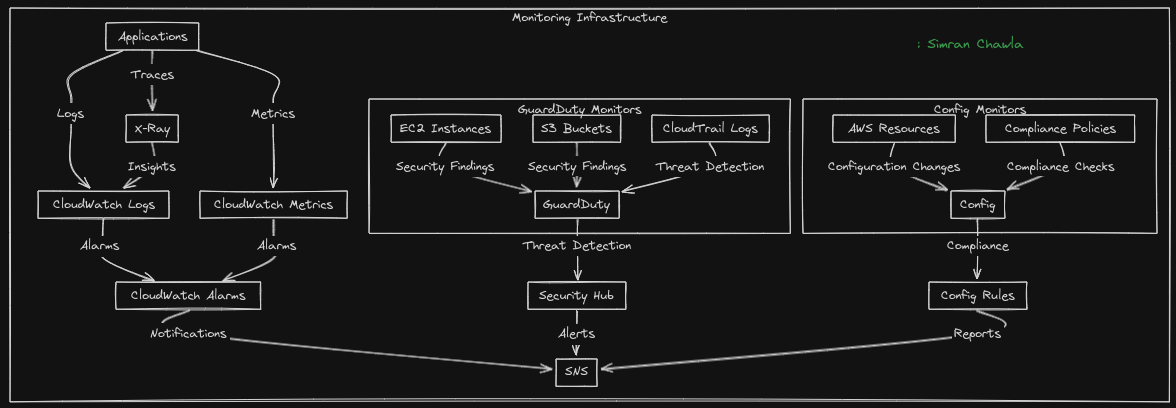 Monitoring Infrastructure
: Simran Chawla
Applications
Traces
Logs
Metrics
x-Ray
Insights
CloudWatch Logs
CloudWatch Metrics
Alarms
Alarms
CloudWatch Alarms
Notifications
GuardDuty Monitors
EC2 Instances
S3 Buckets
CloudTrail Logs
Security Findings
Security Findings
Threat Detection
GuardDuty
Threat Detection
Security Hub
Alerts
SNS
Config Monitors
AWS Resources
Compliance Policies
Configuration Changes
Compliance Checks
Config
Compliance
Config Rules
Reports